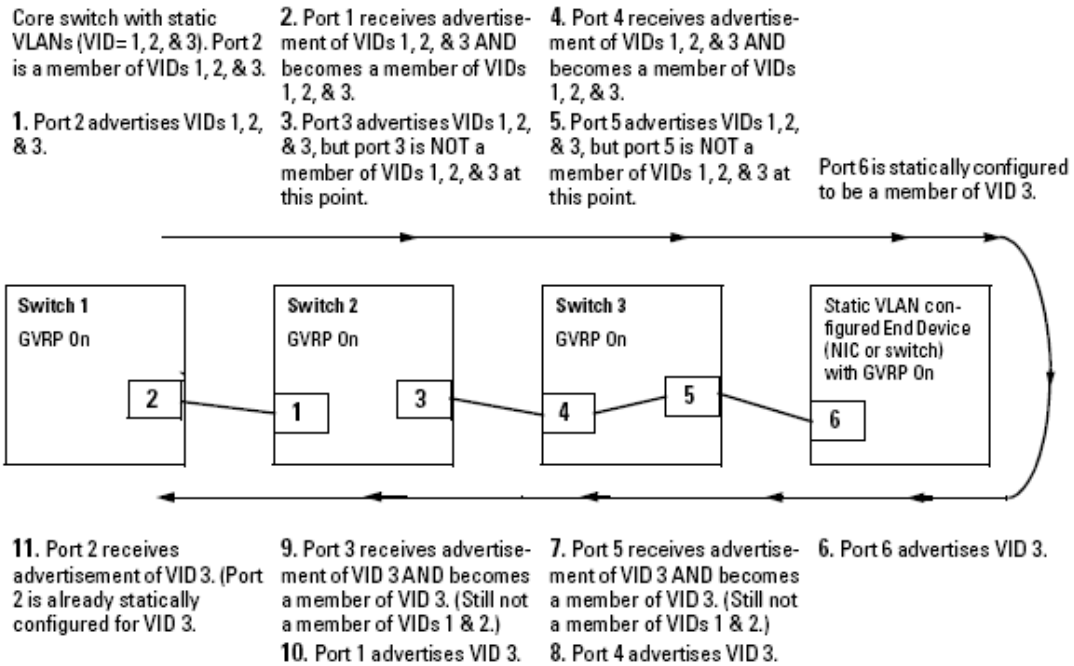 Core switch with static
VLANs (VID= 1, 2, & 3). Port 2
is a member of VIDs 1, 2, & 3.
1. Port 2 advertises VIDs 1, 2,
& 3.
2. Port 1 receives advertise-
ment of VIDs 1, 2, & 3 AND
becomes a member of VIDs
1, 2, & 3.
3. Port 3 advertises VIDs 1, 2,
& 3, but port 3 is NOT a
member of VIDs 1, 2, & 3 at
this point.
4. Port 4 receives advertise-
ment of VIDs 1, 2, & 3 AND
becomes a member of VIDs
1, 2, & 3.
5. Port 5 advertises VIDs 1, 2,
& 3, but port 5 is NOT a
member of VIDs 1, 2, & 3 at
this point.
Port 6 is statically configured
to be a member of VID 3.
Switch 1
GVRP On
2
Switch 2
GVRP On
1
3
Switch 3
GVRP On
4
5
Static VLAN con-
figured End Device
(NIC or switch)
with GVRP On
6
11. Port 2 receives
advertisement of VID 3. (Port
2 is already statically
configured for VID 3.
9. Port 3 receives advertise-
ment of VID 3 AND becomes
a member of VID 3. (Still not
a member of VIDs 1 & 2.)
10. Port 1 advertises VID 3.
7. Port 5 receives advertise-
ment of VID 3 AND becomes
a member of VID 3. (Still not
a member of VIDs 1 & 2.)
8. Port 4 advertises VID 3.
6. Port 6 advertises VID 3.